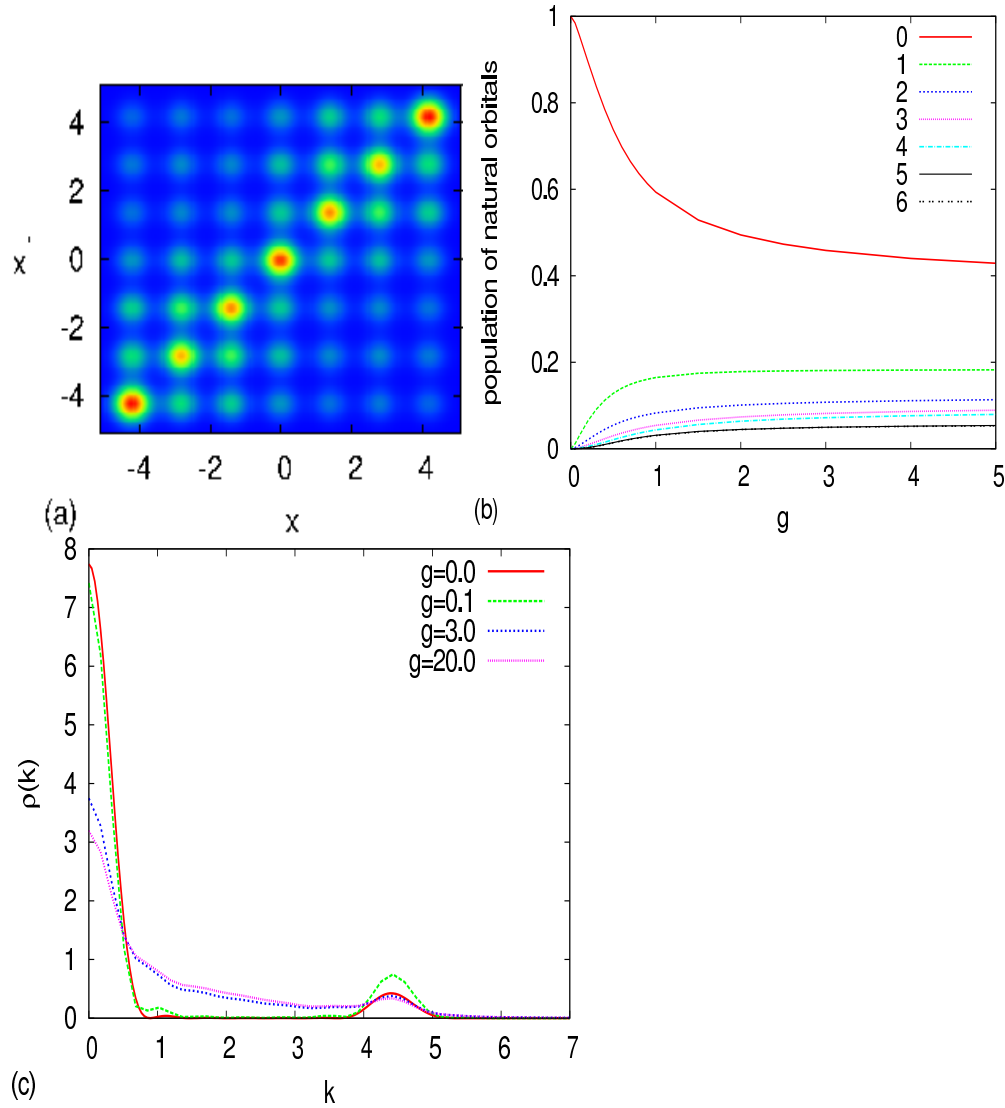 4
2
0
-2
-4
x'
-4 -2 0 2 4
(a)
x
population of natural orbitals
1
0.8
0.6
0.4
0.2
0
0 1 2 3 4 5
0
1
2
3
4
5
6
(b)
g
8
7
6
5
4
3
2
1
0
ρ(k)
g=0.0
g=0.1
g=3.0
g=20.0
0 1 2 3 4 5 6 7
(c)
k